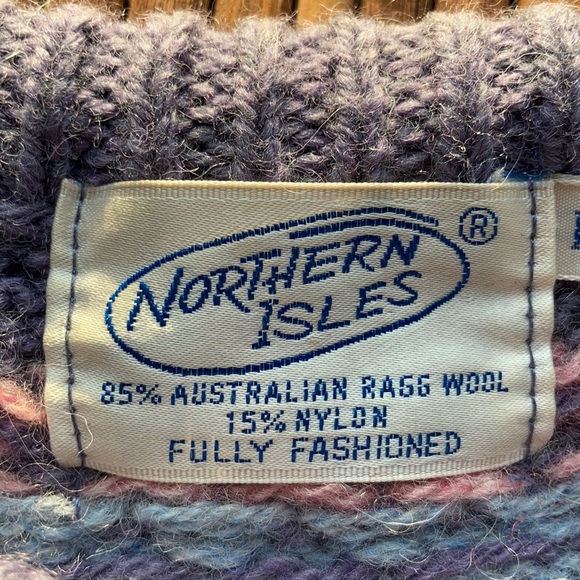 NORTHERN
ISLES
®
85% AUSTRALIAN RAGG WOOL
15% NYLON
FULLY FASHIONED